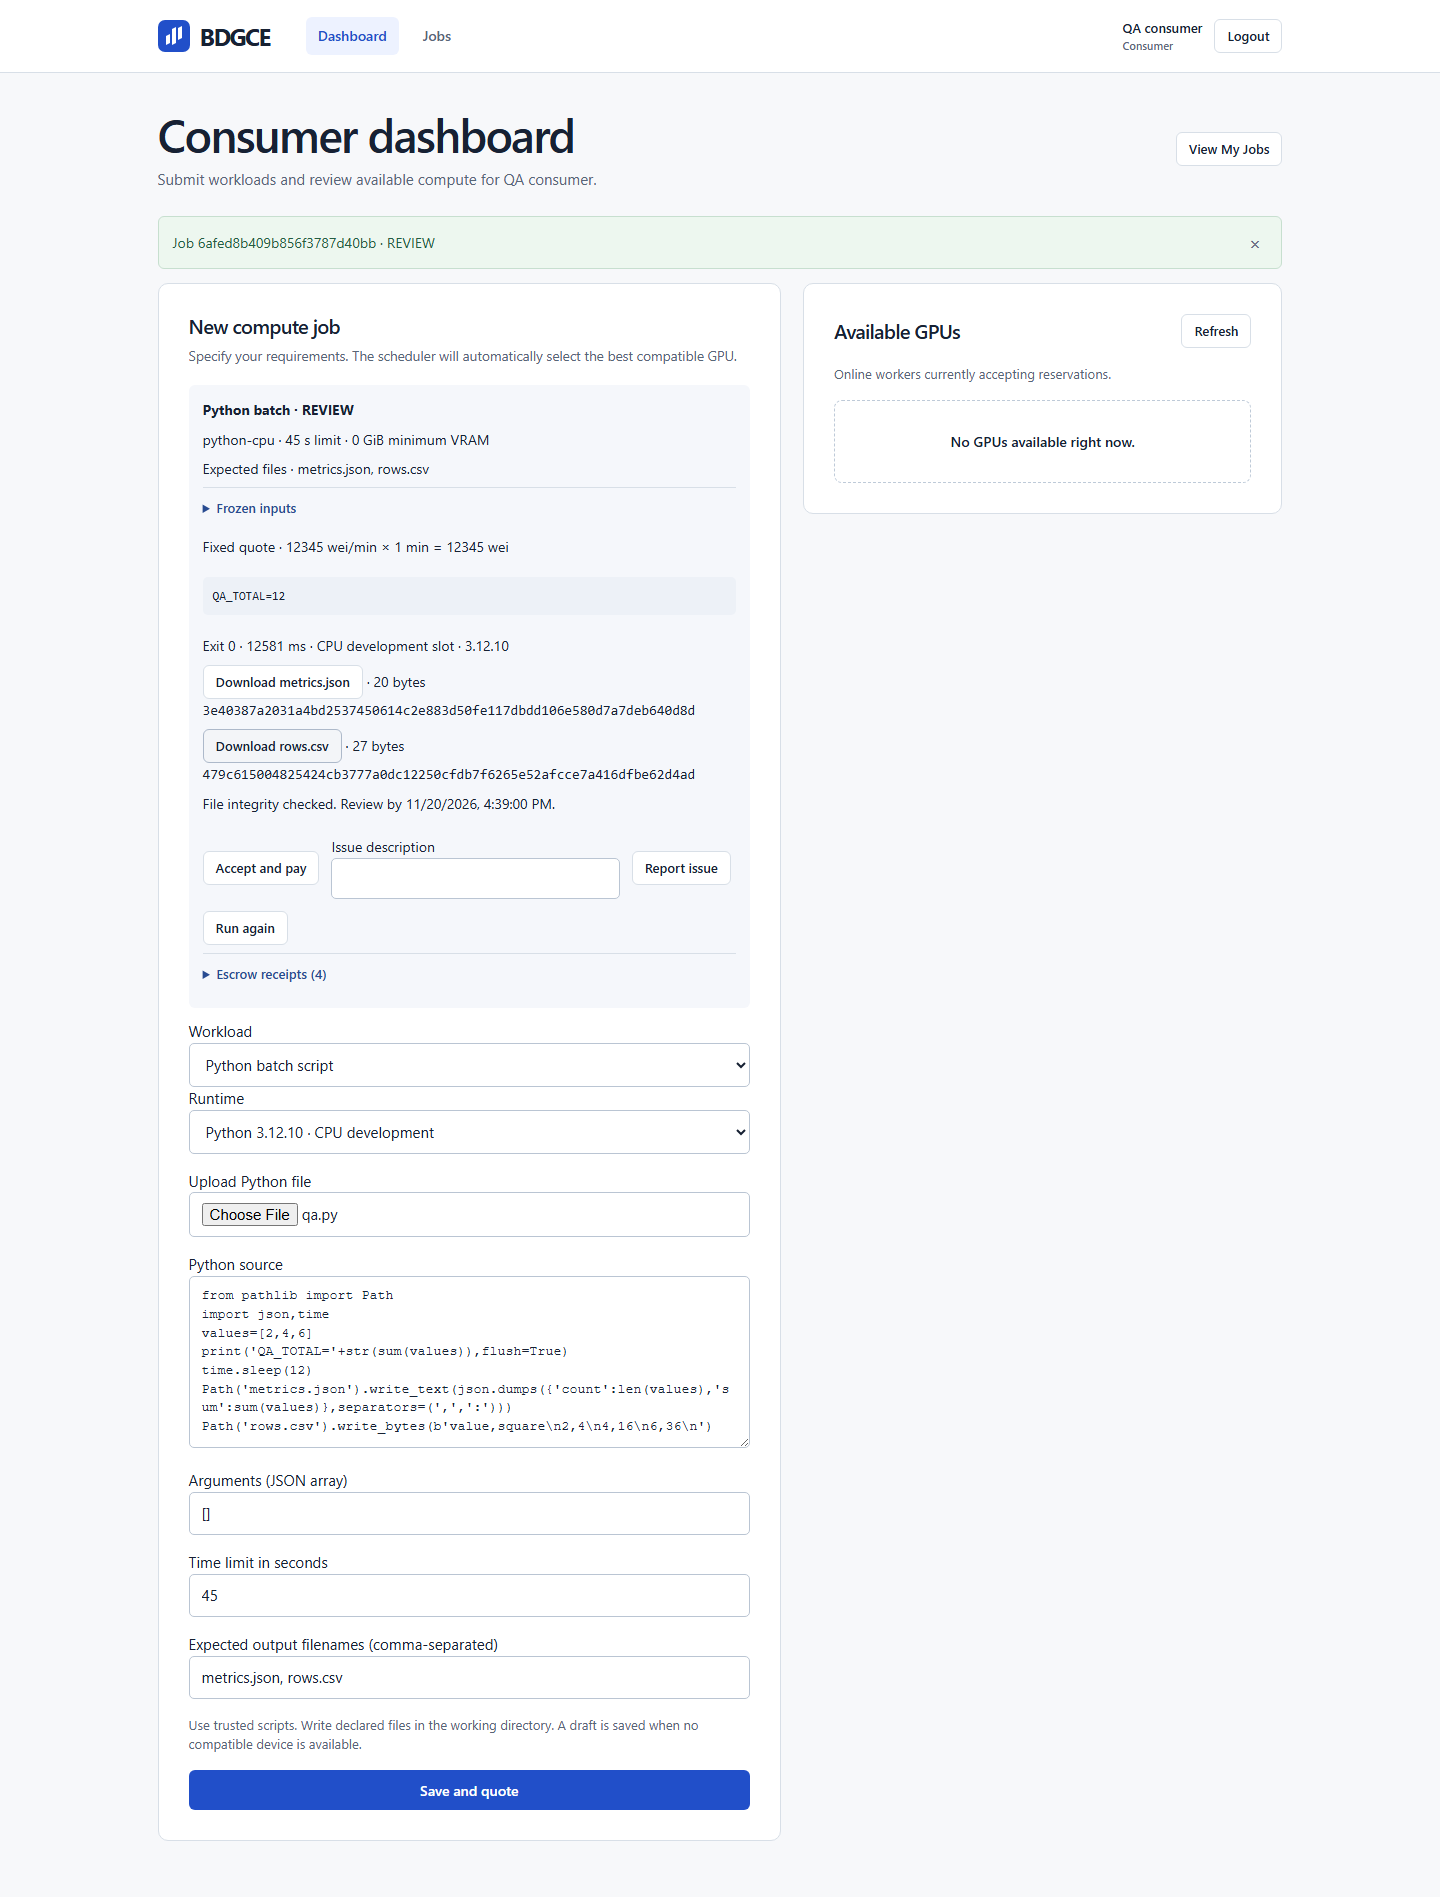 BDGCE
Dashboard
Jobs
QA consumer
Consumer
Logout
Consumer dashboard
Submit workloads and review available compute for QA consumer.
View My Jobs
Job 6afed8b409b856f3787d40bb · REVIEW
×
New compute job
Specify your requirements. The scheduler will automatically select the best compatible GPU.
Python batch · REVIEW
python-cpu · 45 s limit · 0 GiB minimum VRAM
Expected files · metrics.json, rows.csv
Frozen inputs
Fixed quote · 12345 wei/min × 1 min = 12345 wei
QA_TOTAL=12
Exit 0 · 12581 ms · CPU development slot · 3.12.10
Download metrics.json · 20 bytes
3e40387a2031a4bd2537450614c2e883d50fe117dbdd106e580d7a7deb640d8d
Download rows.csv · 27 bytes
479c615004825424cb3777a0dc12250cfdb7f6265e52afcce7a416dfbe62d4ad
File integrity checked. Review by 11/20/2026, 4:39:00 PM.
Accept and pay
Issue description
Report issue
Run again
Escrow receipts (4)
Workload
Python batch script
Runtime
Python 3.12.10 · CPU development
Upload Python file
Choose File qa.py
Python source
from pathlib import Path
import json,time
values=[2,4,6]
print('QA_TOTAL='+str(sum(values)),flush=True)
time.sleep(12)
Path('metrics.json').write_text(json.dumps({'count':len(values),'s
um':sum(values)},separators=(',',':')))
Path('rows.csv').write_bytes(b'value,square\n2,4\n4,16\n6,36\n')
Arguments (JSON array)
[]
Time limit in seconds
45
Expected output filenames (comma-separated)
metrics.json, rows.csv
Use trusted scripts. Write declared files in the working directory. A draft is saved when no
compatible device is available.
Save and quote
Available GPUs
Refresh
Online workers currently accepting reservations.
No GPUs available right now.